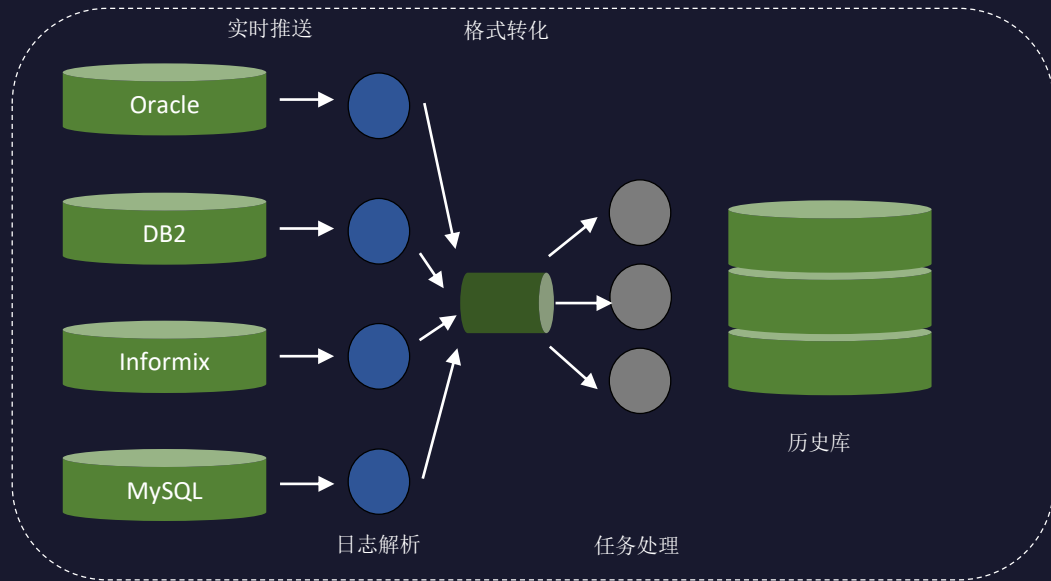 实时推送
格式转化
Oracle
DB2
Informix
MySQL
历史库
日志解析
任务处理